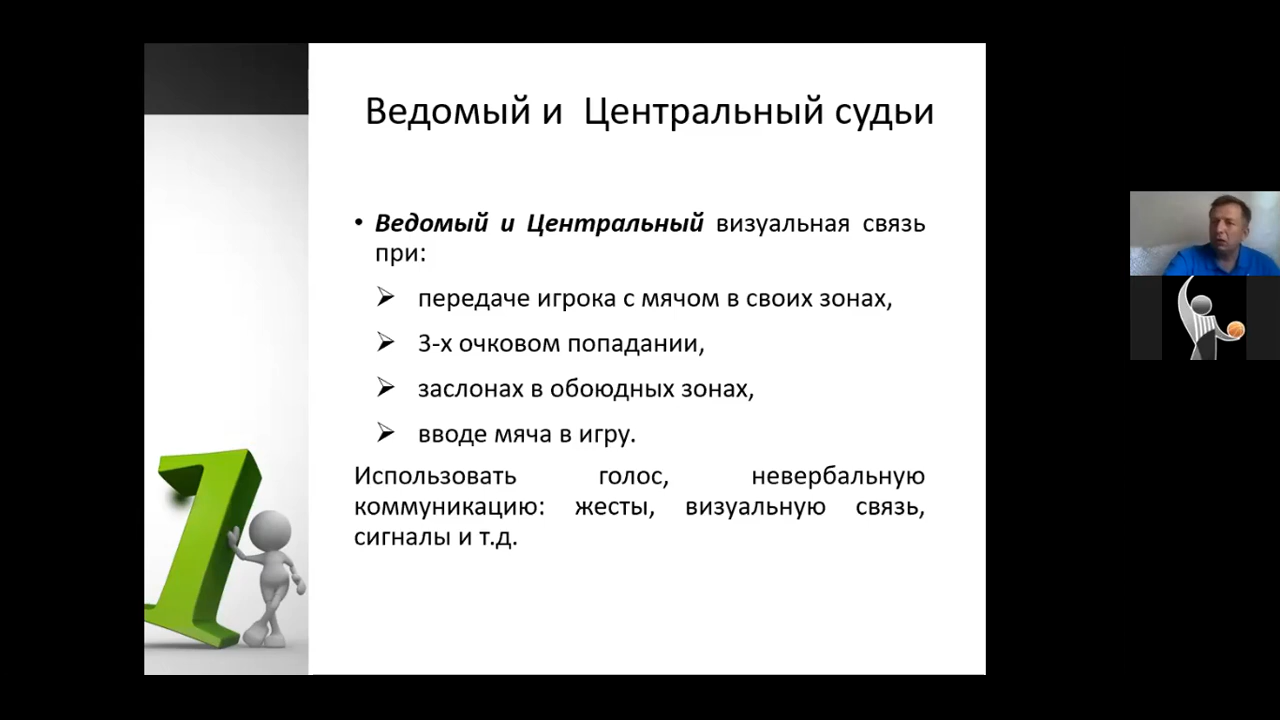 Ведомый и Центральный судьи
• Ведомый и Центральный визуальная связь
при:
➢ передаче игрока с мячом в своих зонах,
➢ 3-х очковом попадании,
➢ заслонах в обоюдных зонах,
➢ вводе мяча в игру.
Использовать голос, невербальную
коммуникацию: жесты, визуальную связь,
сигналы и т.д.